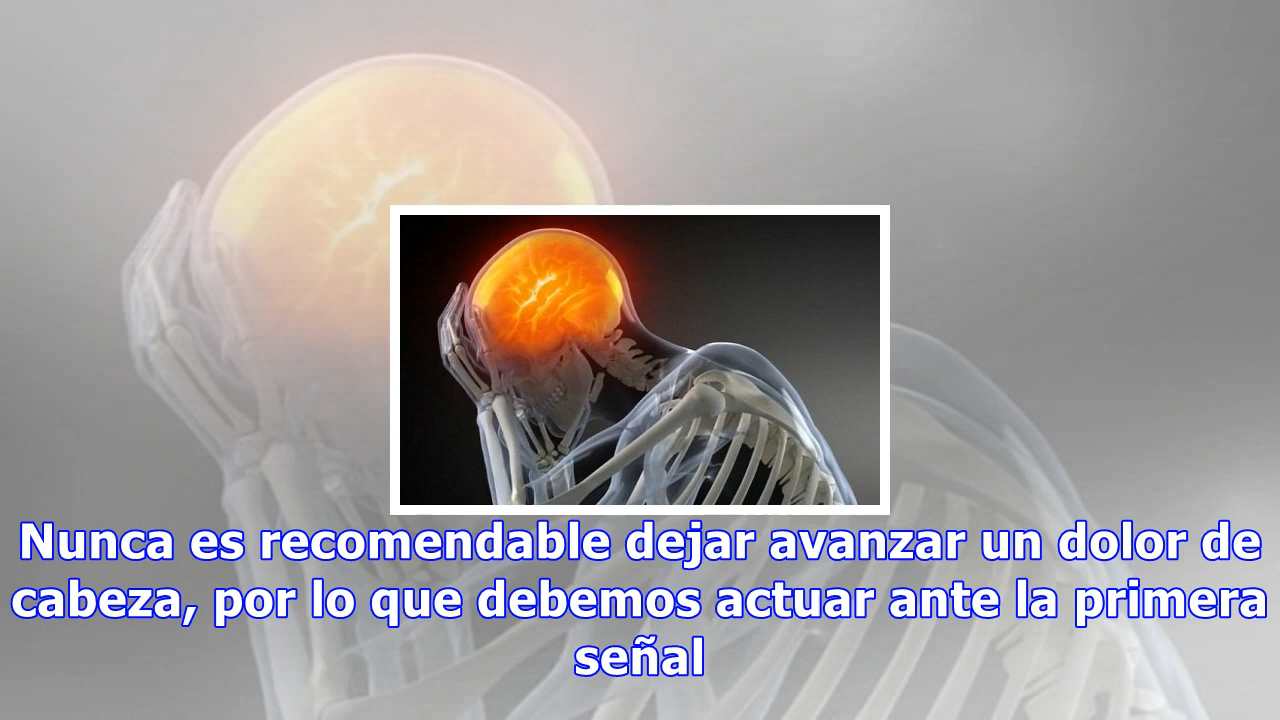 Nunca es recomendable dejar avanzar un dolor de
cabeza, por lo que debemos actuar ante la primera
señal